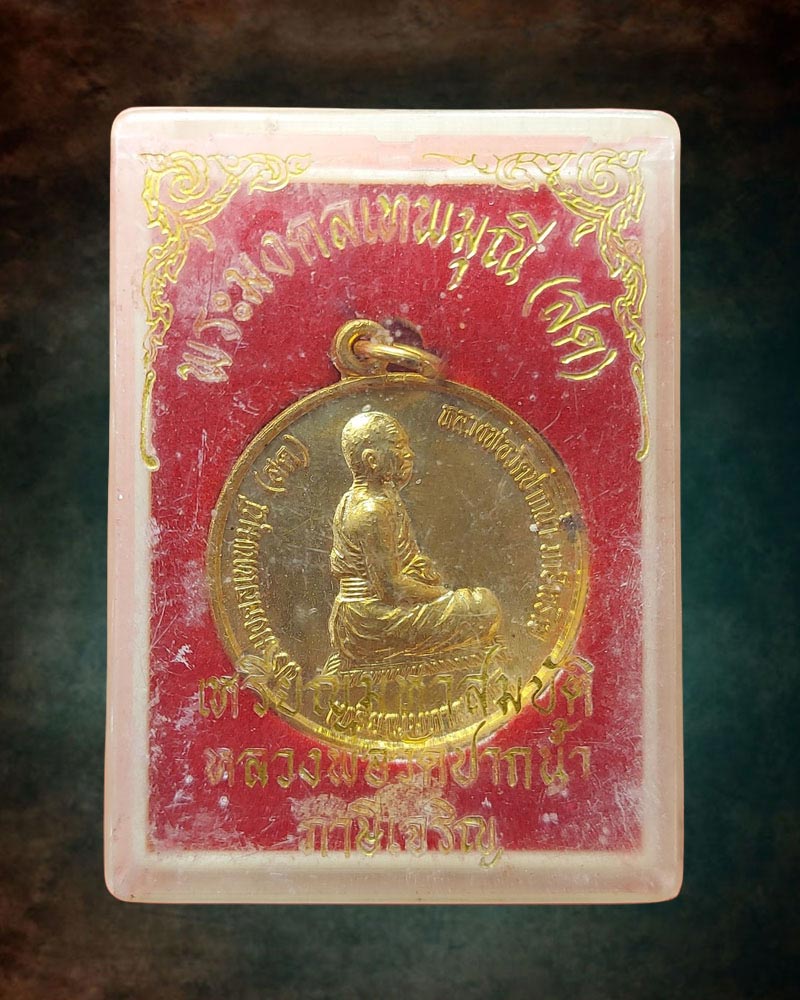 พระมงคลเทพมุณี (สด)
พระมงคลเทพมุนี (สด)
หลวงพ่อวัดปากน้ำ ภาษีเจริญ
เหรียญมหาสมบัติ
หลวงพ่อวัดปากน้ำ
ภาษีเจริญ